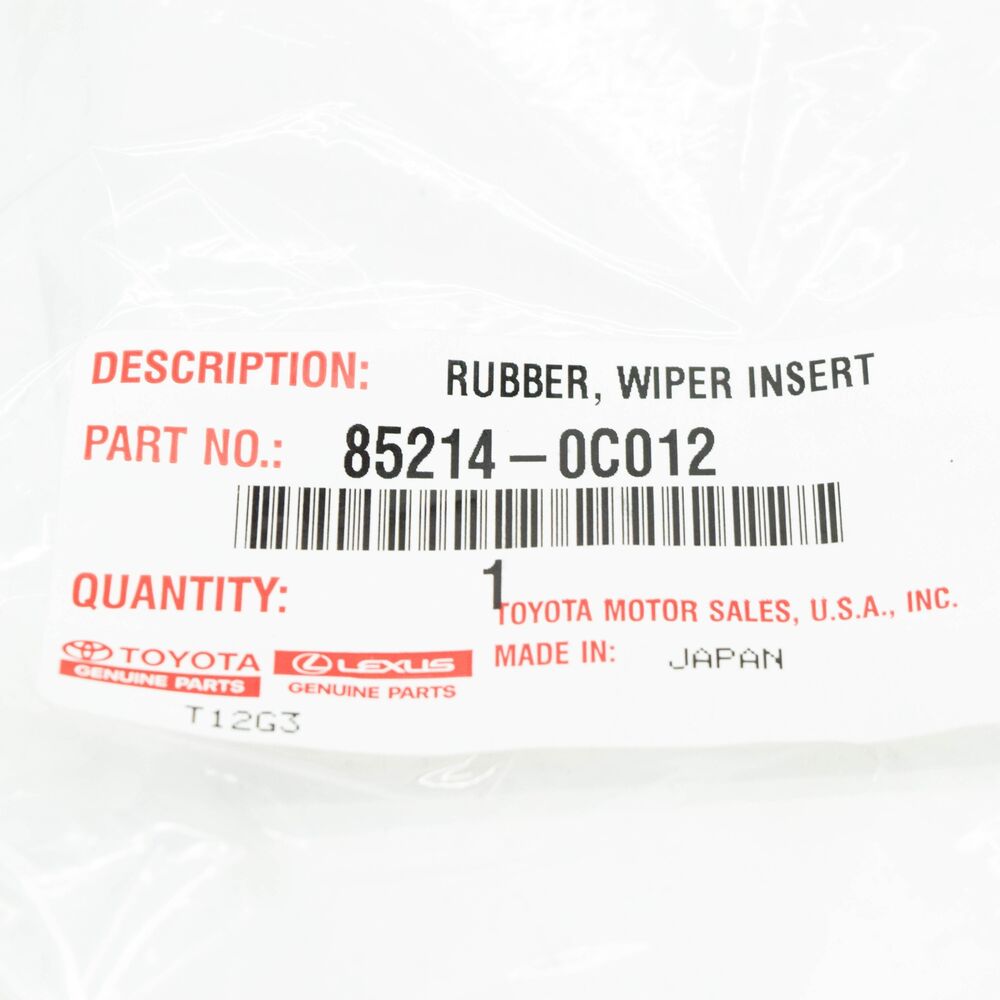 DESCRIPTION: RUBBER, WIPER INSERT
PART NO.: 85214-0C012
QUANTITY: 1
TOYOTA MOTOR SALES, U.S.A., INC.
TOYOTA LEXUS MADE IN: JAPAN
GENUINE PARTS GENUINE PARTS
T12G3